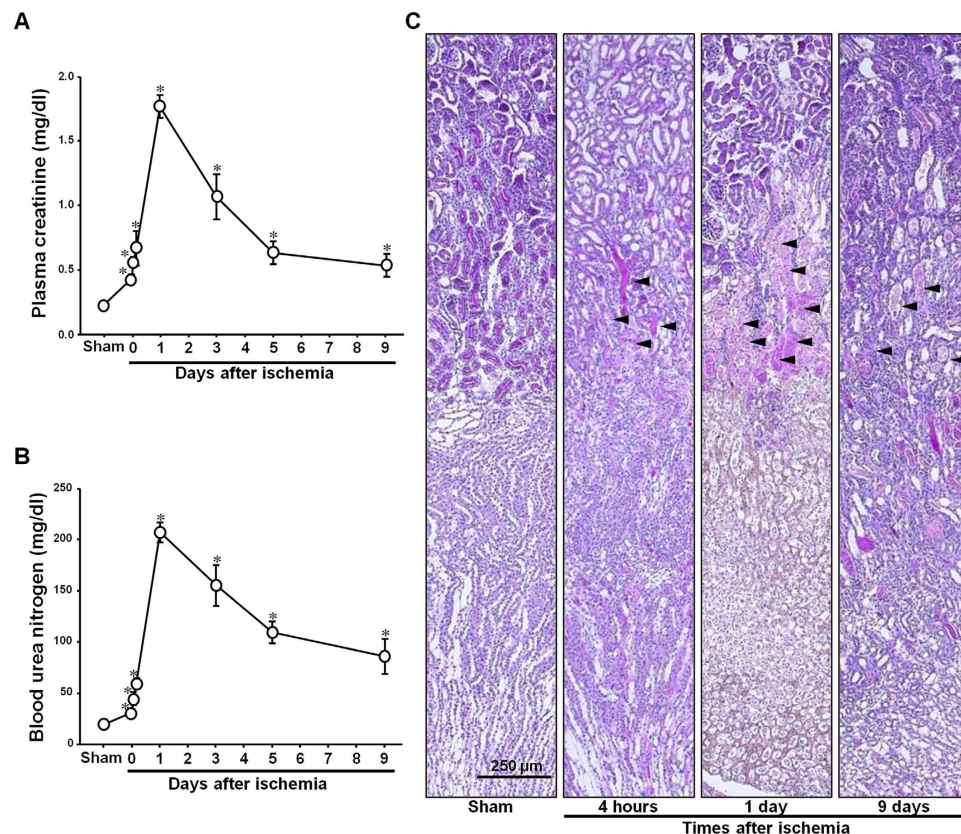 A
Plasma creatinine (mg/dl)
2.0
1.5
1.0
0.5
0.0
*
*
*
*
*
*
*
Sham 0 1 2 3 4 5 6 7 8 9
Days after ischemia
B
Blood urea nitrogen (mg/dl)
250
200
150
100
50
0
*
*
*
*
*
*
*
Sham 0 1 2 3 4 5 6 7 8 9
Days after ischemia
C
250 µm
Sham 4 hours 1 day 9 days
Times after ischemia